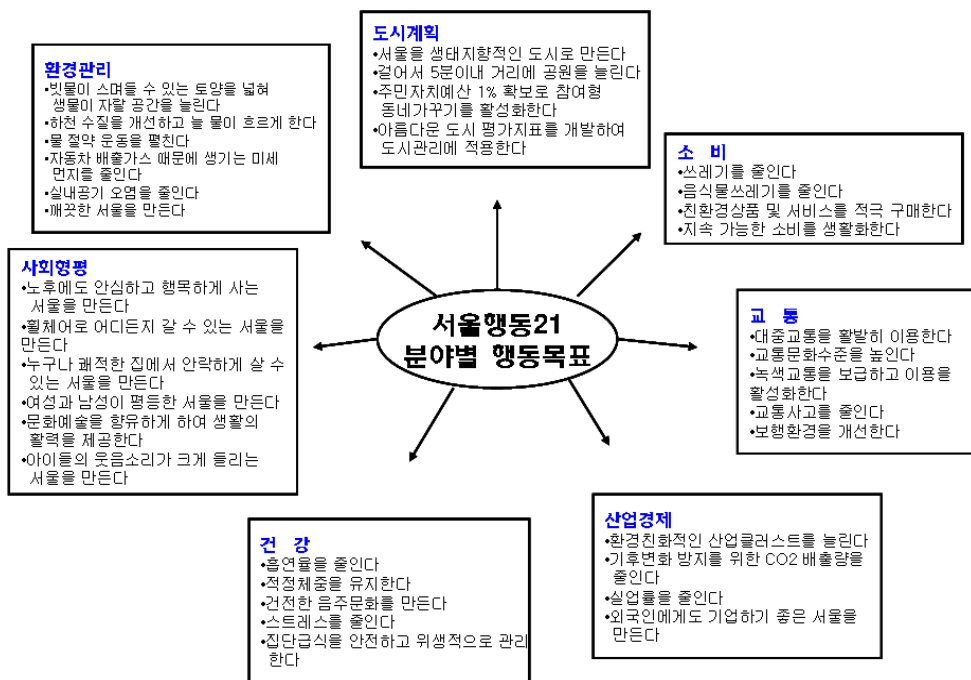 도시계획
•서울을 생태지향적인 도시로 만든다
•걸어서 5분이내 거리에 공원을 늘린다
•주민자치예산 1% 확보로 참여형
동네가꾸기를 활성화한다
•아름다운 도시 평가지표를 개발하여
도시관리에 적용한다
환경관리
•빗물이 스며들 수 있는 토양을 넓혀
생물이 자랄 공간을 늘린다
•하천 수질을 개선하고 늘 물이 흐르게 한다
•물 절약 운동을 펼친다
•자동차 배출가스 때문에 생기는 미세
먼지를 줄인다
•실내공기 오염을 줄인다
•깨끗한 서울을 만든다
소 비
•쓰레기를 줄인다
•음식물쓰레기를 줄인다
•친환경상품 및 서비스를 적극 구매한다
•지속 가능한 소비를 생활화한다
사회형평
•노후에도 안심하고 행복하게 사는
서울을 만든다
•휠체어로 어디든지 갈 수 있는 서울을
만든다
•누구나 쾌적한 집에서 안락하게 살 수
있는 서울을 만든다
•여성과 남성이 평등한 서울을 만든다
•문화예술을 향유하게 하여 생활의
활력을 제공한다
•아이들의 웃음소리가 크게 들리는
서울을 만든다
서울행동21
분야별 행동목표
교 통
•대중교통을 활발히 이용한다
•교통문화수준을 높인다
•녹색교통을 보급하고 이용을
활성화한다
•교통사고를 줄인다
•보행환경을 개선한다
건 강
•흡연율을 줄인다
•적정체중을 유지한다
•건전한 음주문화를 만든다
•스트레스를 줄인다
•집단급식을 안전하고 위생적으로 관리
한다
산업경제
•환경친화적인 산업클러스트를 늘린다
•기후변화 방지를 위한 CO2 배출량을
줄인다
•실업률을 줄인다
•외국인에게도 기업하기 좋은 서울을
만든다